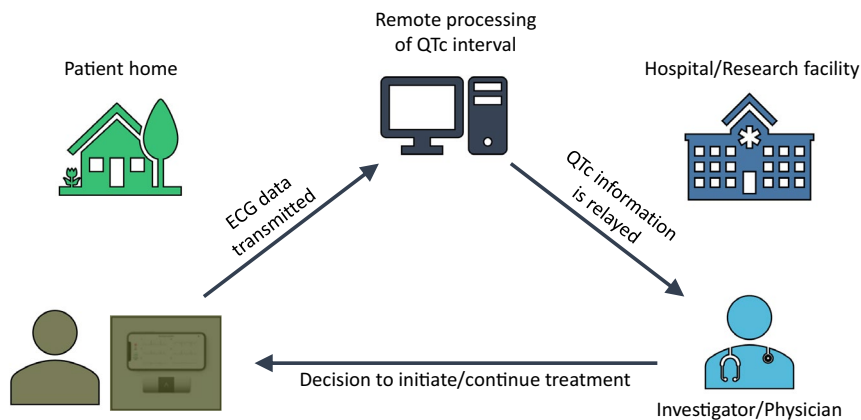 Remote processing
of QTc interval
Patient home
Hospital/Research facility
ECG data
transmitted
QTc information
is relayed
Decision to initiate/continue treatment
Investigator/Physician